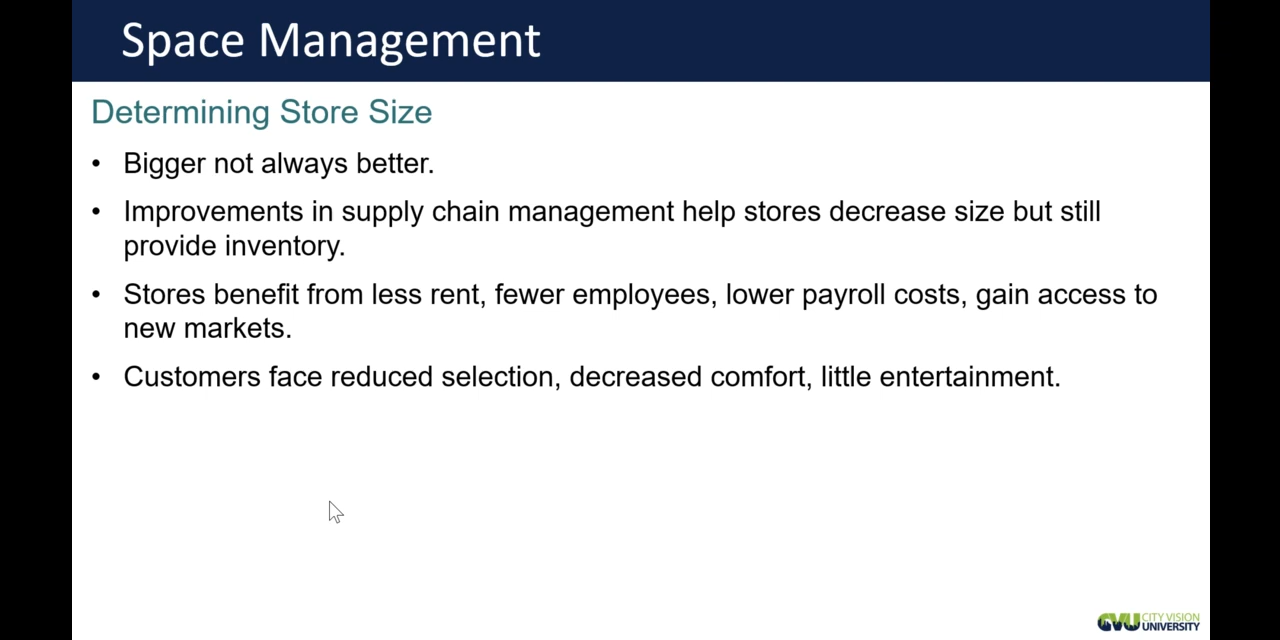 Space Management
Determining Store Size
• Bigger not always better.
• Improvements in supply chain management help stores decrease size but still
provide inventory.
• Stores benefit from less rent, fewer employees, lower payroll costs, gain access to
new markets.
• Customers face reduced selection, decreased comfort, little entertainment.
CVU CITY VISION
UNIVERSITY